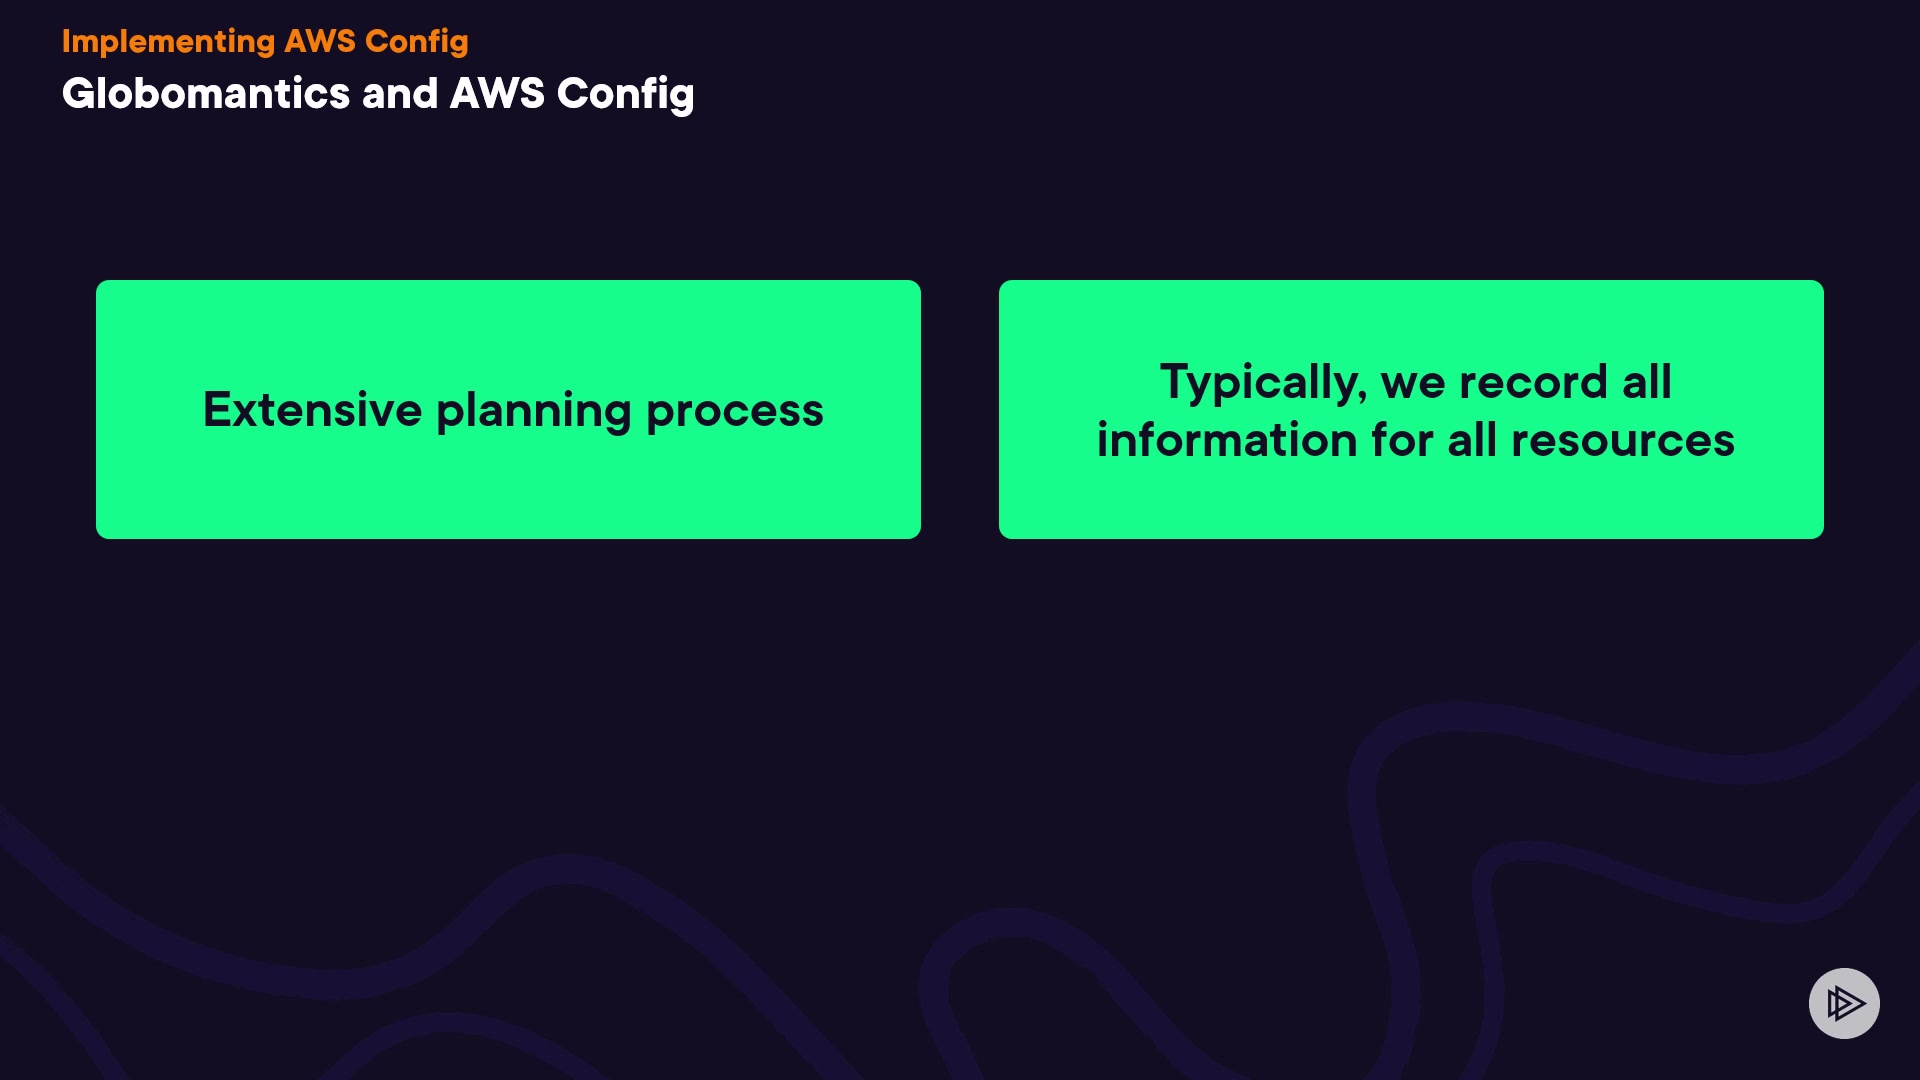 Implementing AWS Config
Globomantics and AWS Config
Extensive planning process
Typically, we record all
information for all resources